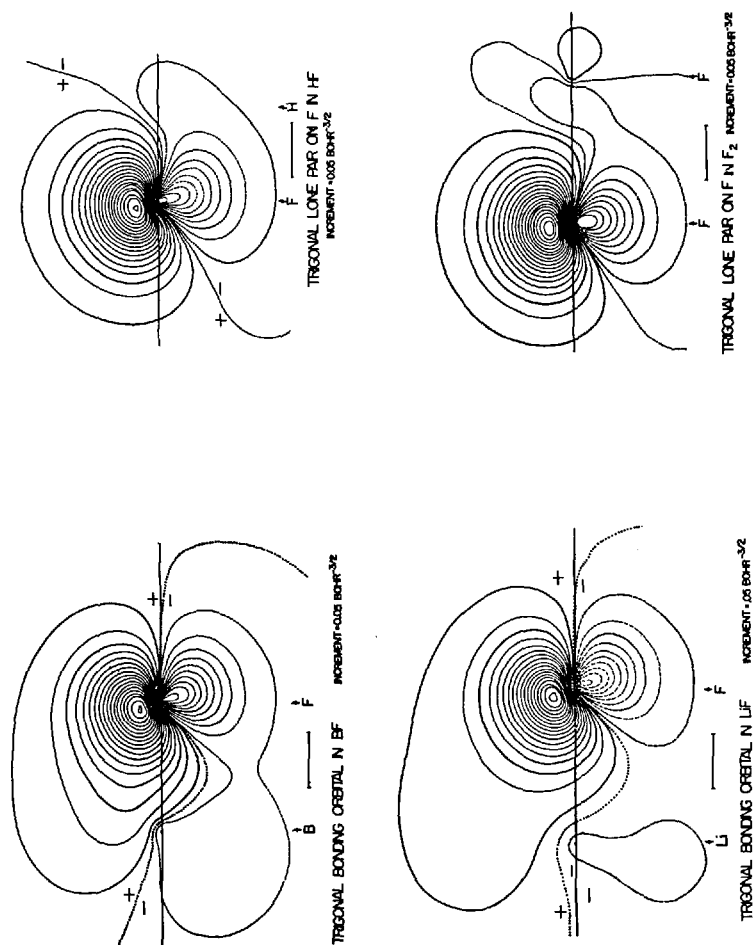 + −
+ −
F H
TRIGONAL LONE PAIR ON F IN HF
INCREMENT=0.05 BOHR⁻³/²
F F
TRIGONAL LONE PAIR ON F IN F₂ INCREMENT=0.05 BOHR⁻³/²
+ −
+ −
B F
TRIGONAL BONDING ORBITAL IN BF INCREMENT=0.05 BOHR⁻³/²
+ − −
+ −
Li F
TRIGONAL BONDING ORBITAL IN LiF INCREMENT=.05 BOHR⁻³/²